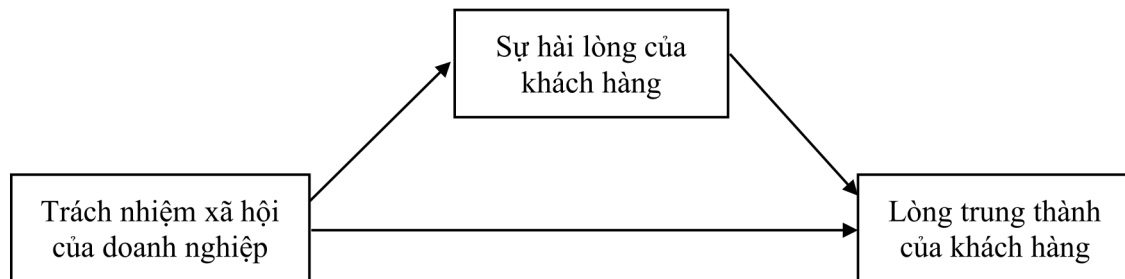 Sự hài lòng của
khách hàng
Trách nhiệm xã hội
của doanh nghiệp
Lòng trung thành
của khách hàng